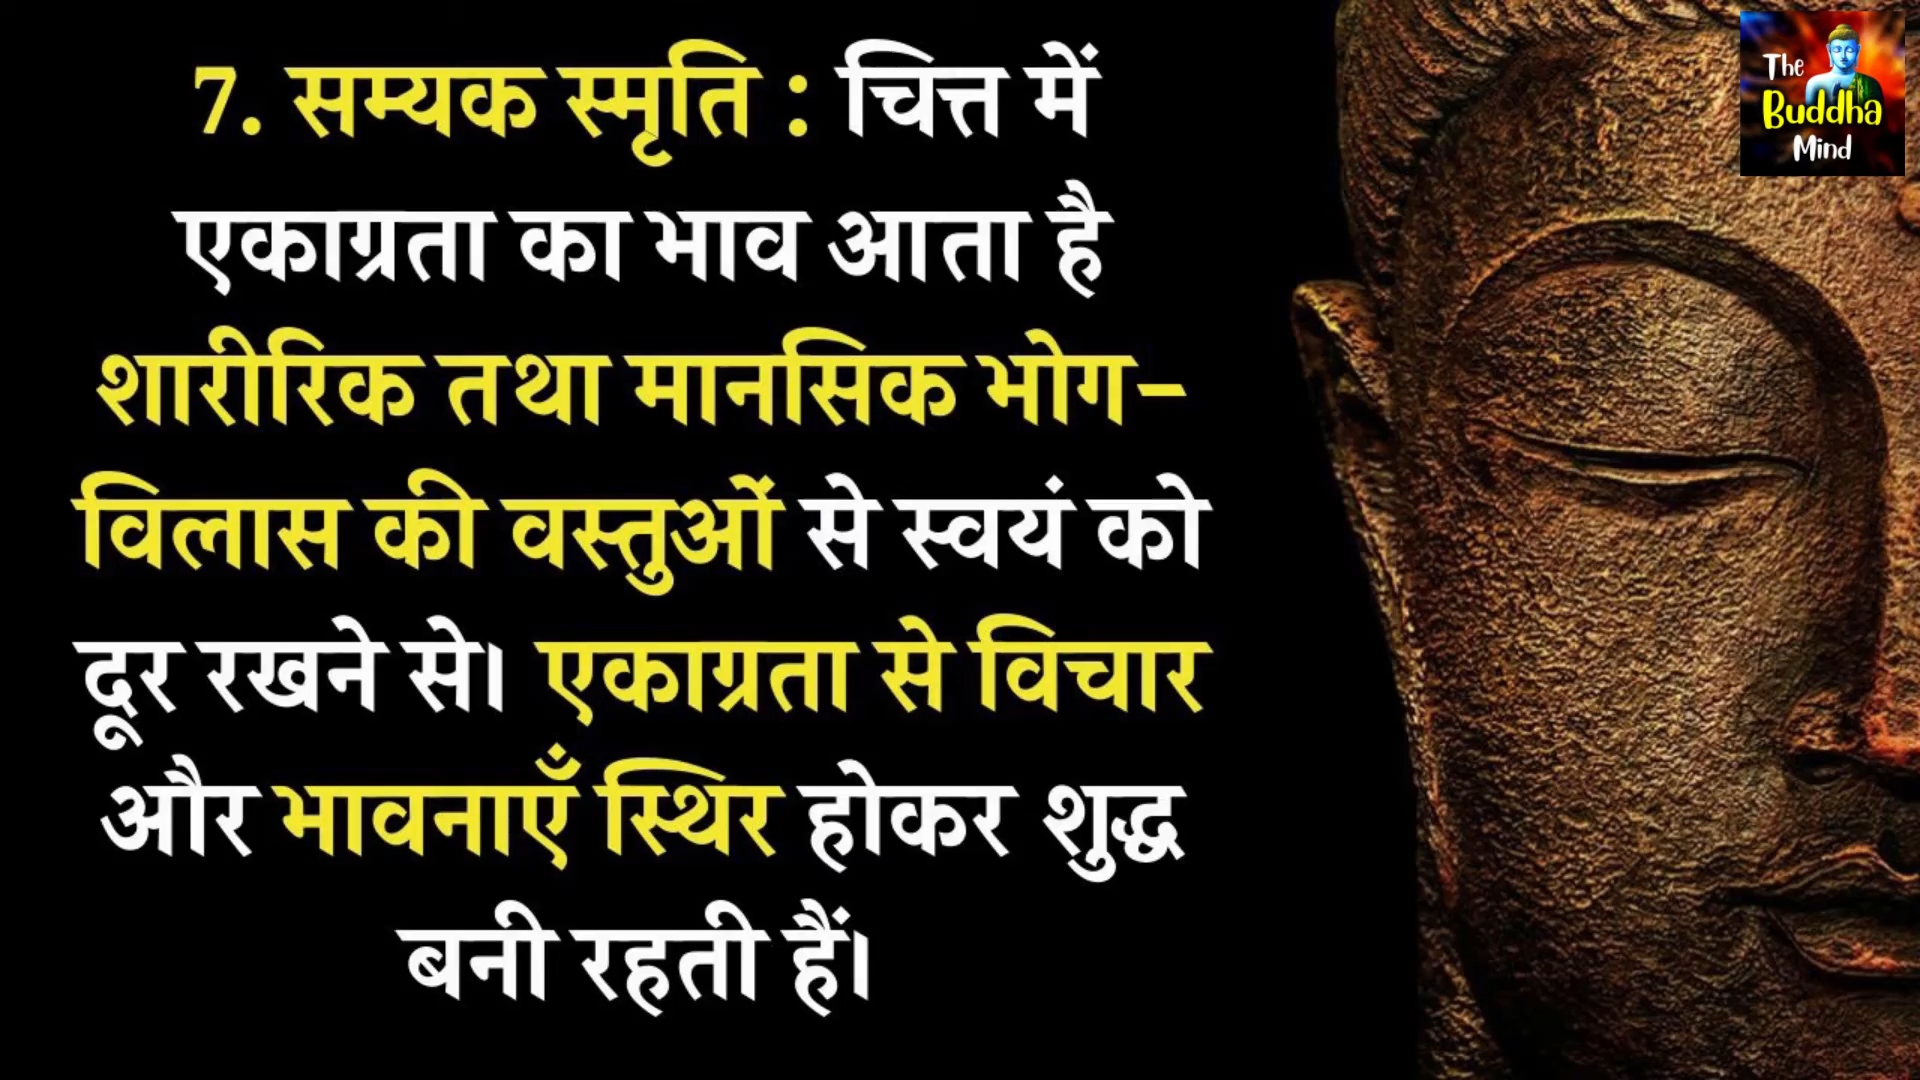 7. सम्यक स्मृति : चित्त में
एकाग्रता का भाव आता है
शारीरिक तथा मानसिक भोग-
विलास की वस्तुओं से स्वयं को
दूर रखने से। एकाग्रता से विचार
और भावनाएँ स्थिर होकर शुद्ध
बनी रहती हैं।
The
Buddha
Mind